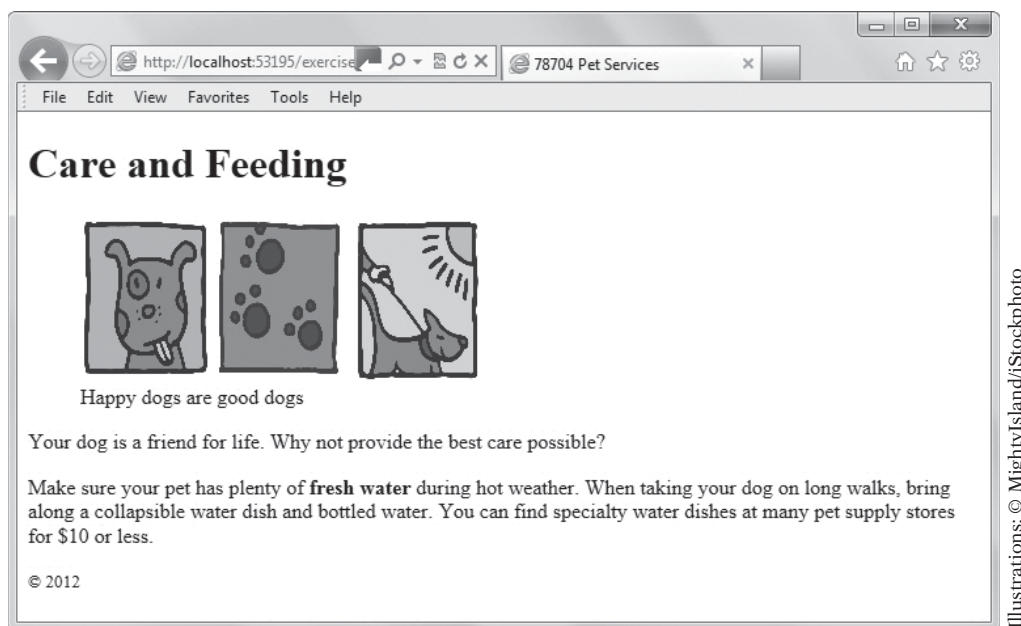 http://localhost:53195/exercise
78704 Pet Services
File Edit View Favorites Tools Help
Care and Feeding
Happy dogs are good dogs
Your dog is a friend for life. Why not provide the best care possible?
Make sure your pet has plenty of fresh water during hot weather. When taking your dog on long walks, bring
along a collapsible water dish and bottled water. You can find specialty water dishes at many pet supply stores
for $10 or less.
© 2012
Illustrations: © MightyIsland/iStockphoto